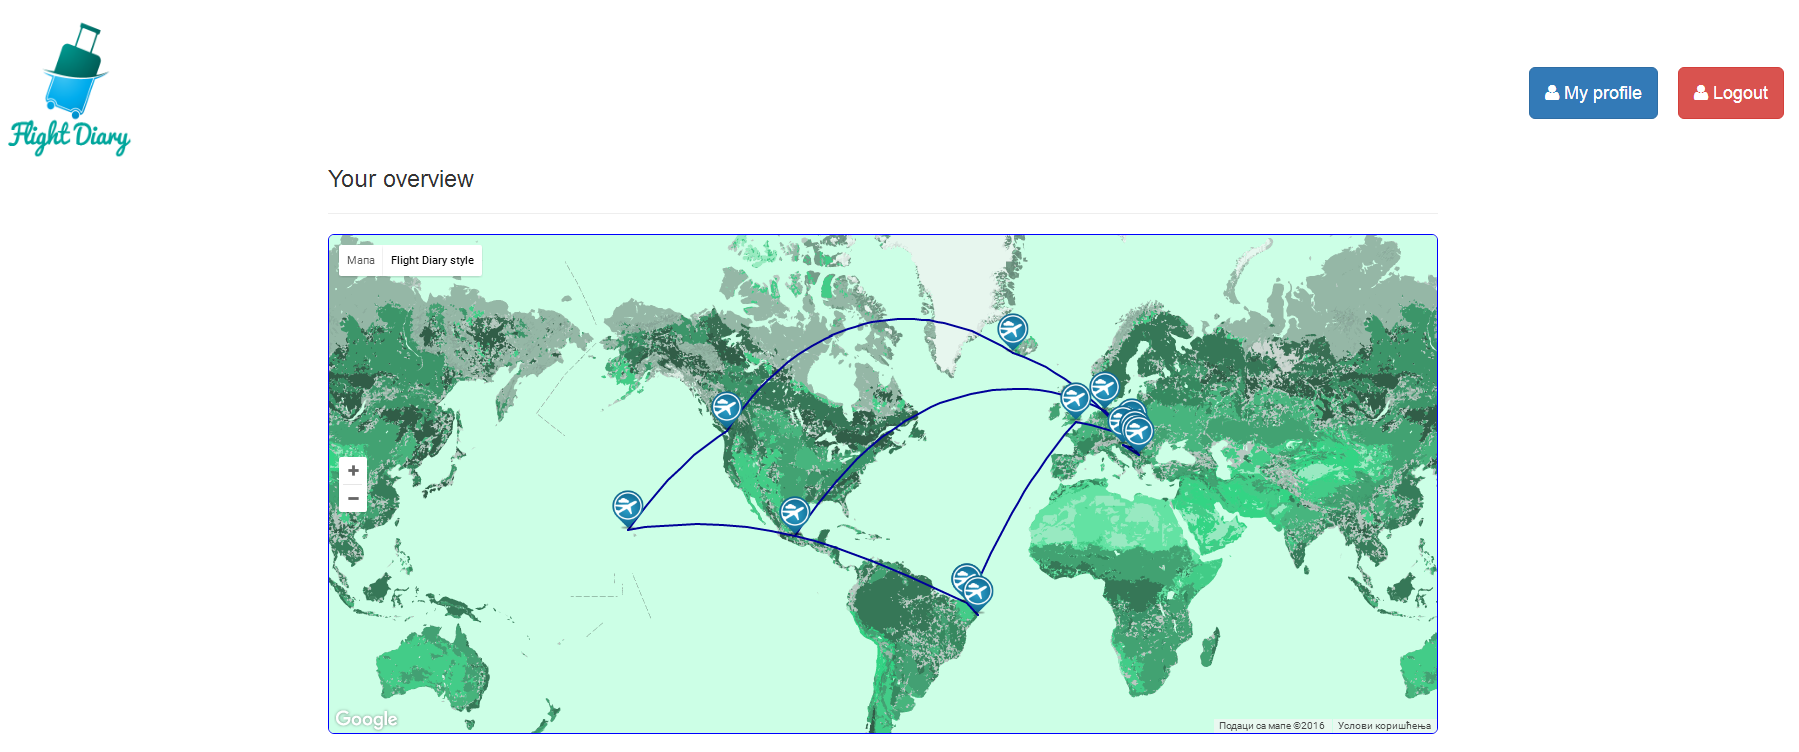 Flight Diary
My profile
Logout
Your overview
Мапа
Flight Diary style
+
−
Google
Подаци са мапе ©2016
Услови коришћења